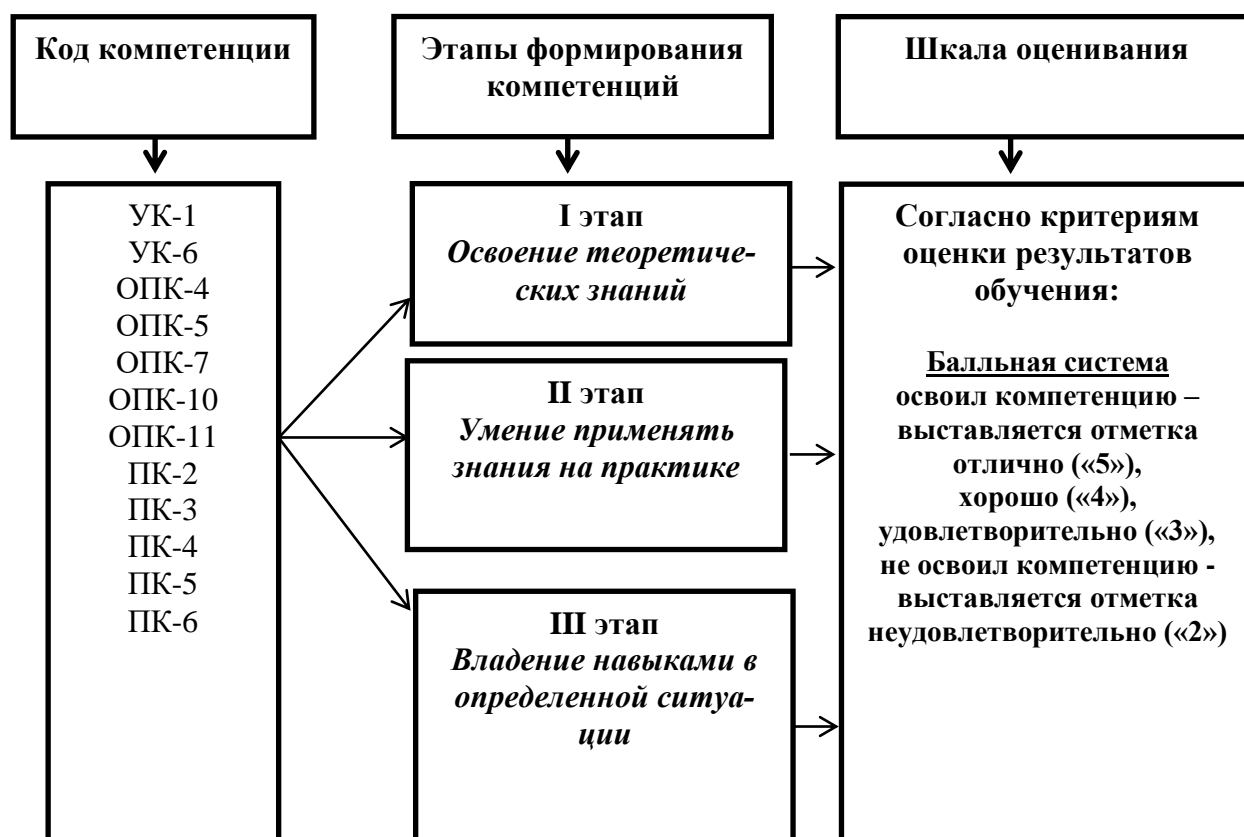 Код компетенции
Этапы формирования
компетенций
Шкала оценивания
УК-1
УК-6
ОПК-4
ОПК-5
ОПК-7
ОПК-10
ОПК-11
ПК-2
ПК-3
ПК-4
ПК-5
ПК-6
I этап
Освоение теоретиче-
ских знаний
II этап
Умение применять
знания на практике
III этап
Владение навыками в
определенной ситуа-
ции
Согласно критериям
оценки результатов
обучения:
Балльная система
освоил компетенцию –
выставляется отметка
отлично («5»),
хорошо («4»),
удовлетворительно («3»),
не освоил компетенцию -
выставляется отметка
неудовлетворительно («2»)